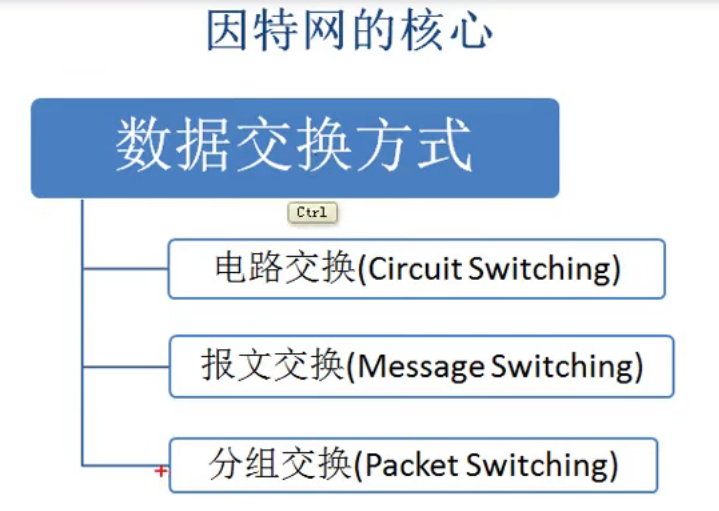 因特网的核心
数据交换方式
Ctrl
电路交换(Circuit Switching)
报文交换(Message Switching)
分组交换(Packet Switching)